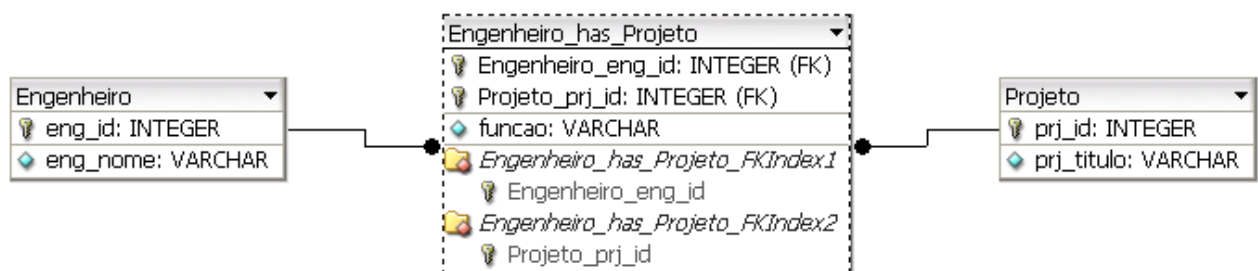 Engenheiro
eng_id: INTEGER
eng_nome: VARCHAR
Engenheiro_has_Projeto
Engenheiro_eng_id: INTEGER (FK)
Projeto_prj_id: INTEGER (FK)
funcao: VARCHAR
Engenheiro_has_Projeto_FKIndex1
Engenheiro_eng_id
Engenheiro_has_Projeto_FKIndex2
Projeto_prj_id
Projeto
prj_id: INTEGER
prj_titulo: VARCHAR